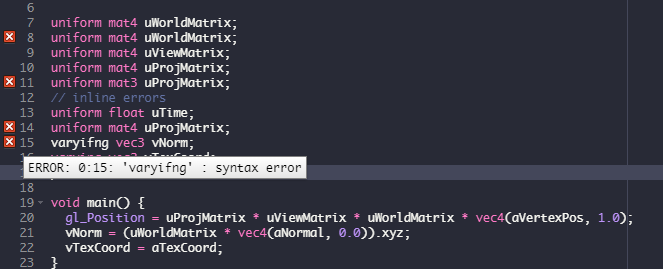 6
7 uniform mat4 uWorldMatrix;
8 uniform mat4 uWorldMatrix;
9 uniform mat4 uViewMatrix;
10 uniform mat4 uProjMatrix;
11 uniform mat3 uProjMatrix;
12 // inline errors
13 uniform float uTime;
14 uniform mat4 uProjMatrix;
15 varyifng vec3 vNorm;
ERROR: 0:15: 'varyifng' : syntax error
18
19 void main() {
20 gl_Position = uProjMatrix * uViewMatrix * uWorldMatrix * vec4(aVertexPos, 1.0);
21 vNorm = (uWorldMatrix * vec4(aNormal, 0.0)).xyz;
22 vTexCoord = aTexCoord;
23 }